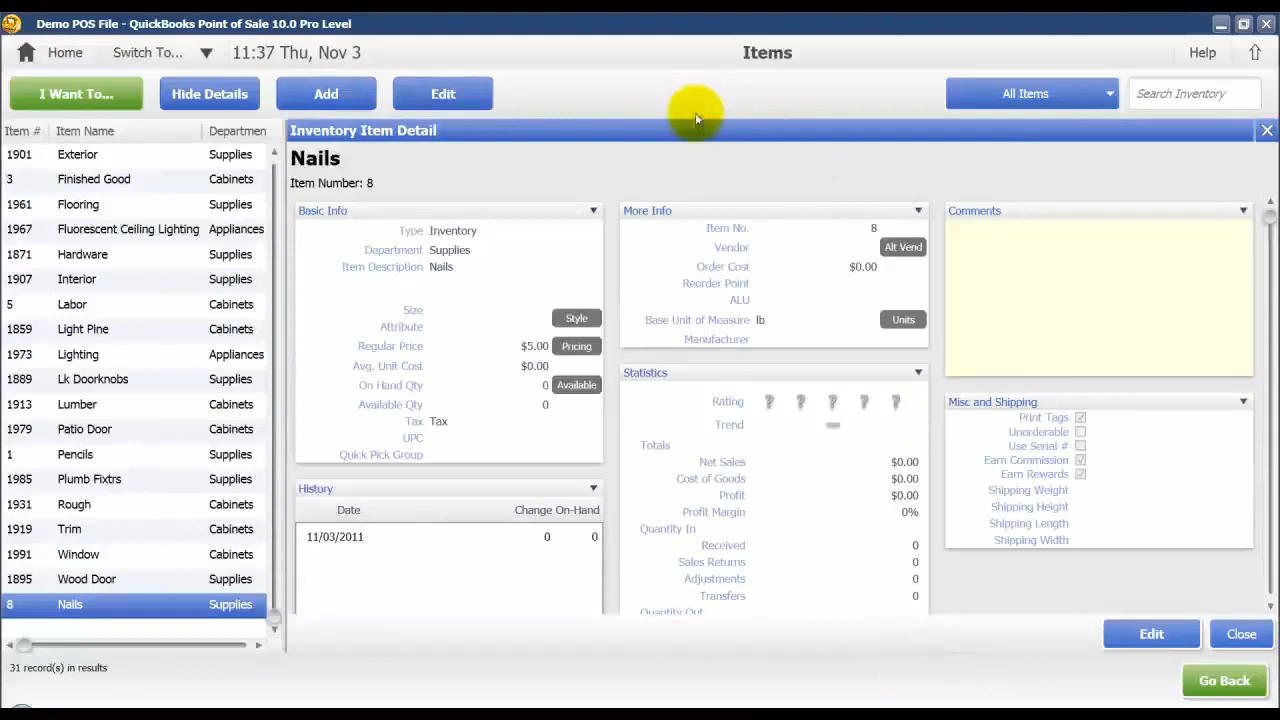 Demo POS File - QuickBooks Point of Sale 10.0 Pro Level
Home Switch To... 11:37 Thu, Nov 3 Items Help
I Want To... Hide Details Add Edit All Items Search Inventory
Item # Item Name Departmen
1901 Exterior Supplies
3 Finished Good Cabinets
1961 Flooring Supplies
1967 Fluorescent Ceiling Lighting Appliances
1871 Hardware Supplies
1907 Interior Supplies
5 Labor Cabinets
1859 Light Pine Cabinets
1973 Lighting Appliances
1889 Lk Doorknobs Supplies
1913 Lumber Cabinets
1979 Patio Door Cabinets
1 Pencils Supplies
1985 Plumb Fixtrs Supplies
1931 Rough Cabinets
1919 Trim Cabinets
1991 Window Cabinets
1895 Wood Door Supplies
8 Nails Supplies
31 record(s) in results
Inventory Item Detail
Nails
Item Number: 8
Basic Info
Type Inventory
Department Supplies
Item Description Nails
Size
Style
Attribute
Regular Price $5.00 Pricing
Avg. Unit Cost $0.00
On Hand Qty 0 Available
Available Qty 0
Tax Tax
UPC
Quick Pick Group
History
Date Change On-Hand
11/03/2011 0 0
More Info
Item No. 8
Vendor Alt Vend
Order Cost $0.00
Reorder Point
ALU
Base Unit of Measure lb Units
Manufacturer
Statistics
Rating ? ? ? ? ?
Trend
Totals
Net Sales $0.00
Cost of Goods $0.00
Profit $0.00
Profit Margin 0%
Quantity In
Received 0
Sales Returns 0
Adjustments 0
Transfers 0
Quantity Out
Comments
Misc and Shipping
Print Tags
Unorderable
Use Serial #
Earn Commission
Earn Rewards
Shipping Weight
Shipping Height
Shipping Length
Shipping Width
Edit Close
Go Back